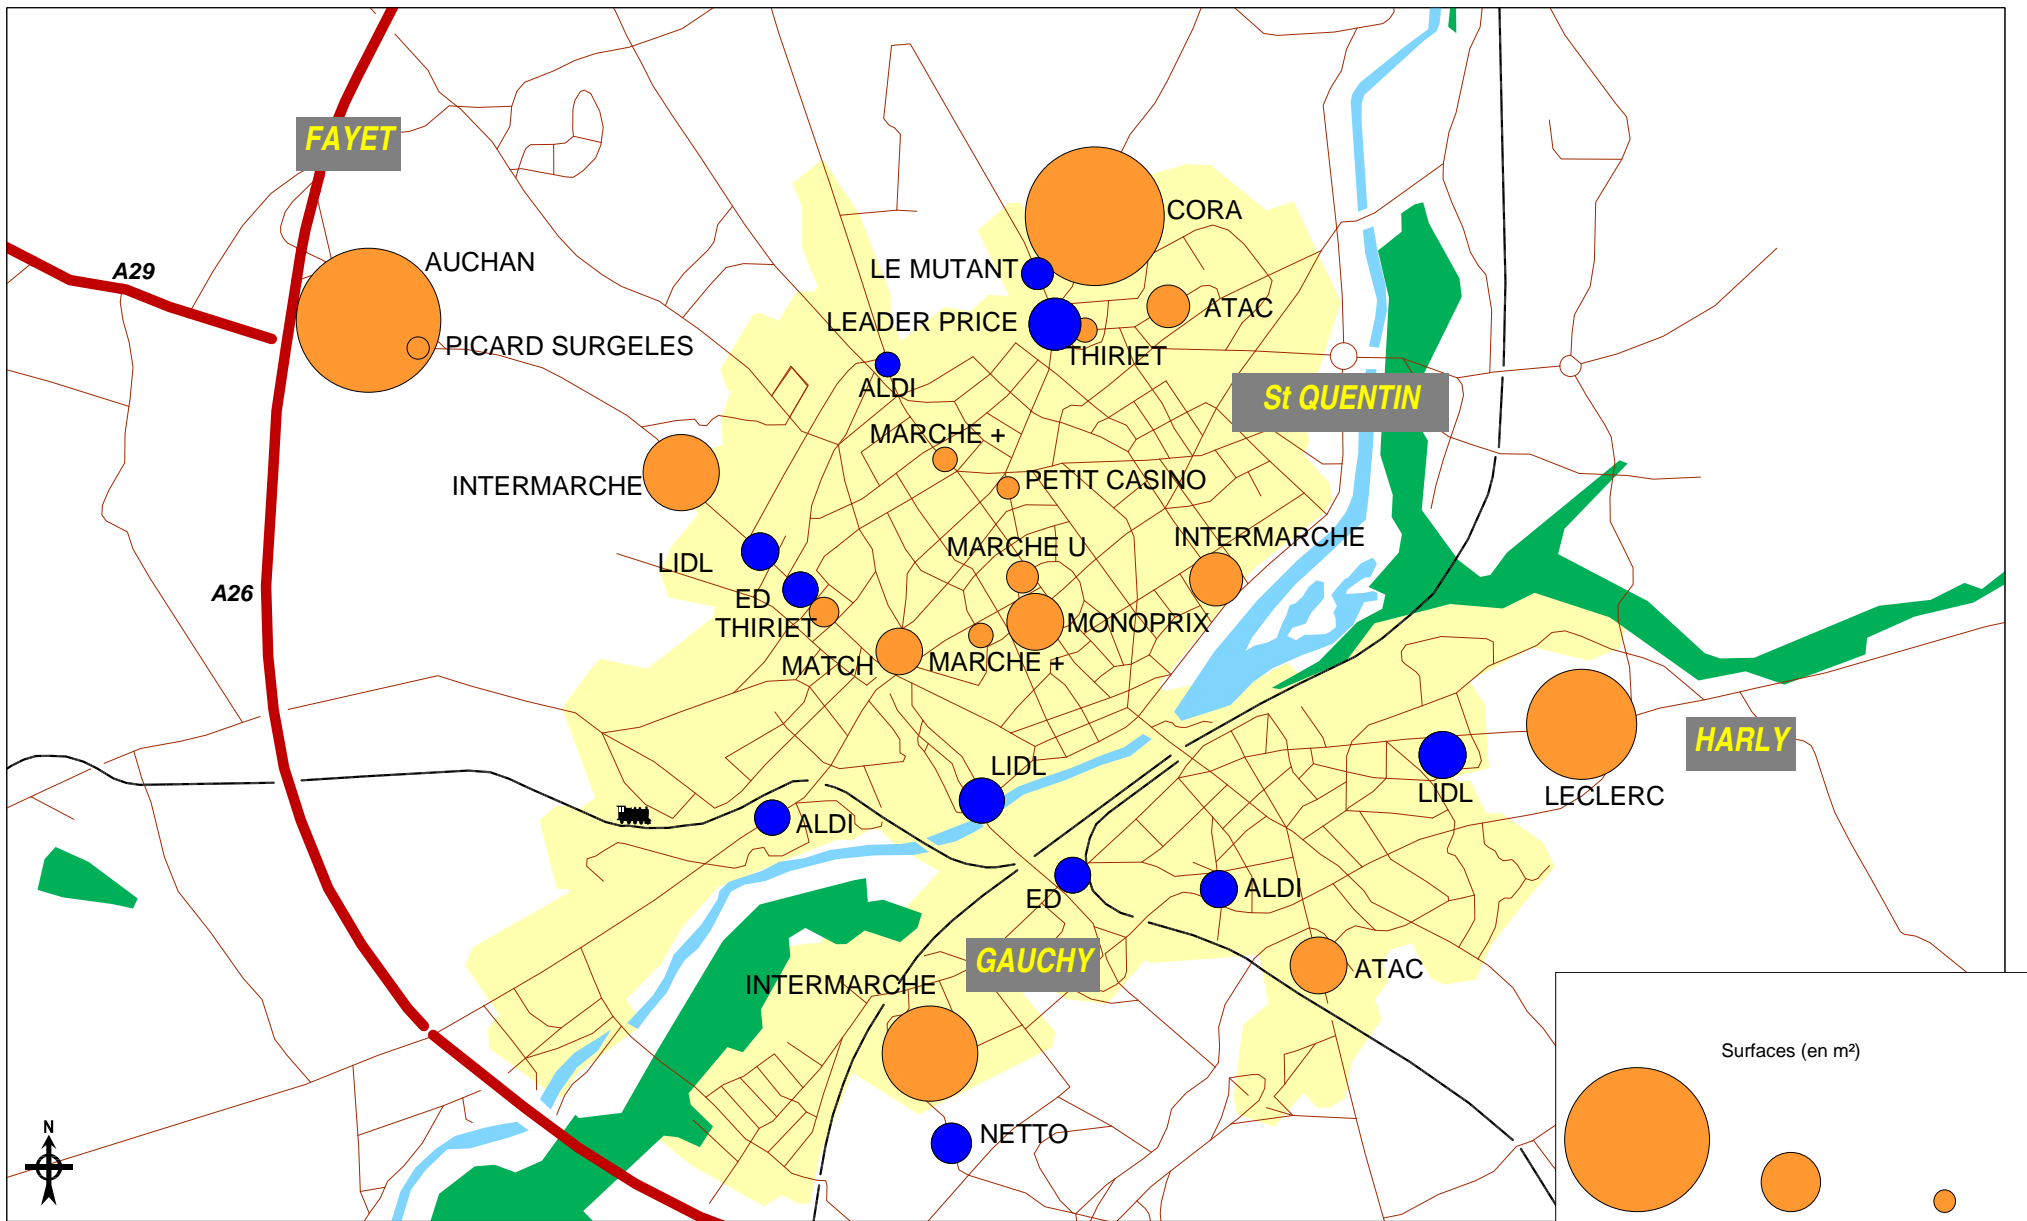 FAYET
CORA
AUCHAN
A29
LE MUTANT
ATAC
LEADER PRICE
PICARD SURGELES
THIRIET
ALDI
St QUENTIN
MARCHE +
PETIT CASINO
INTERMARCHE
INTERMARCHE
MARCHE U
LIDL
A26
ED
THIRIET
MONOPRIX
MATCH
MARCHE +
HARLY
LIDL
LIDL
LECLERC
ALDI
ED
ALDI
GAUCHY
ATAC
INTERMARCHE
Surfaces (en m²)
N
NETTO